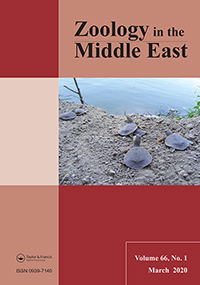 Zoology in the
Middle East
Volume 66, No. 1
March 2020
Taylor & Francis
ISSN 0939-7140